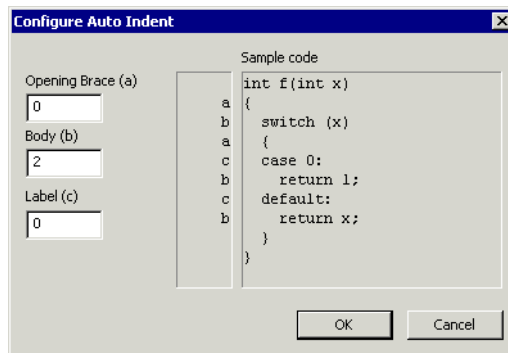 Configure Auto Indent
Opening Brace (a)
0
Body (b)
2
Label (c)
0
Sample code
int f(int x)
a {
b switch (x)
a {
c case 0:
b return 1;
c default:
b return x;
}
}
OK
Cancel